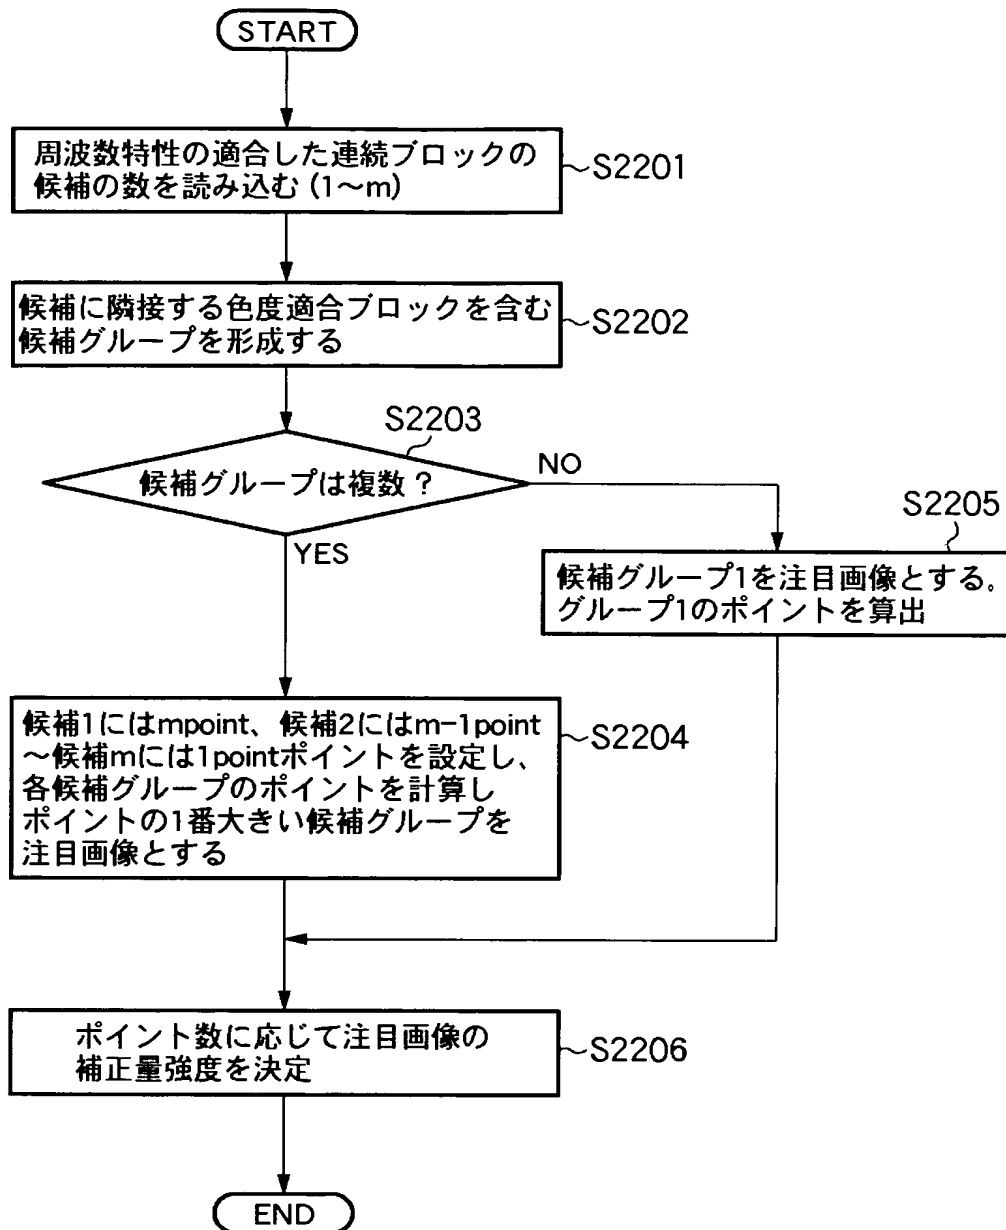 START
周波数特性の適合した連続ブロックの
候補の数を読み込む (1～m)
S2201
候補に隣接する色度適合ブロックを含む
候補グループを形成する
S2202
S2203
候補グループは複数？
NO
YES
S2205
候補グループ1を注目画像とする。
グループ1のポイントを算出
候補1にはmpoint、候補2にはm-1point
～候補mには1pointポイントを設定し、
各候補グループのポイントを計算し
ポイントの1番大きい候補グループを
注目画像とする
S2204
ポイント数に応じて注目画像の
補正量強度を決定
S2206
END